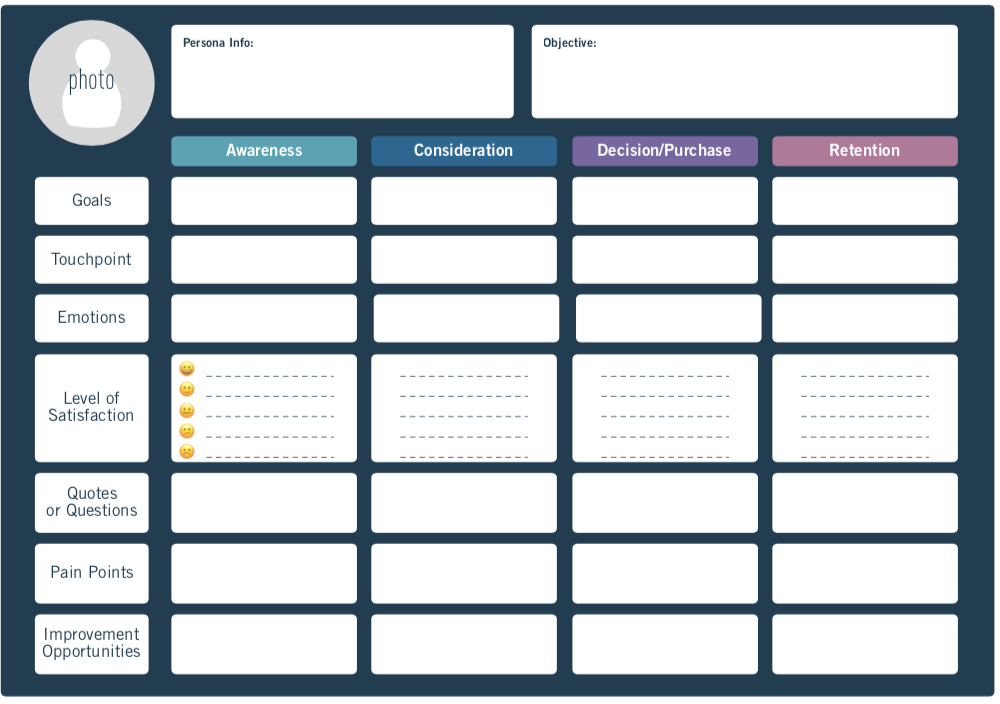 photo
Persona Info:
Objective:
Awareness
Consideration
Decision/Purchase
Retention
Goals
Touchpoint
Emotions
Level of
Satisfaction
Quotes
or Questions
Pain Points
Improvement
Opportunities